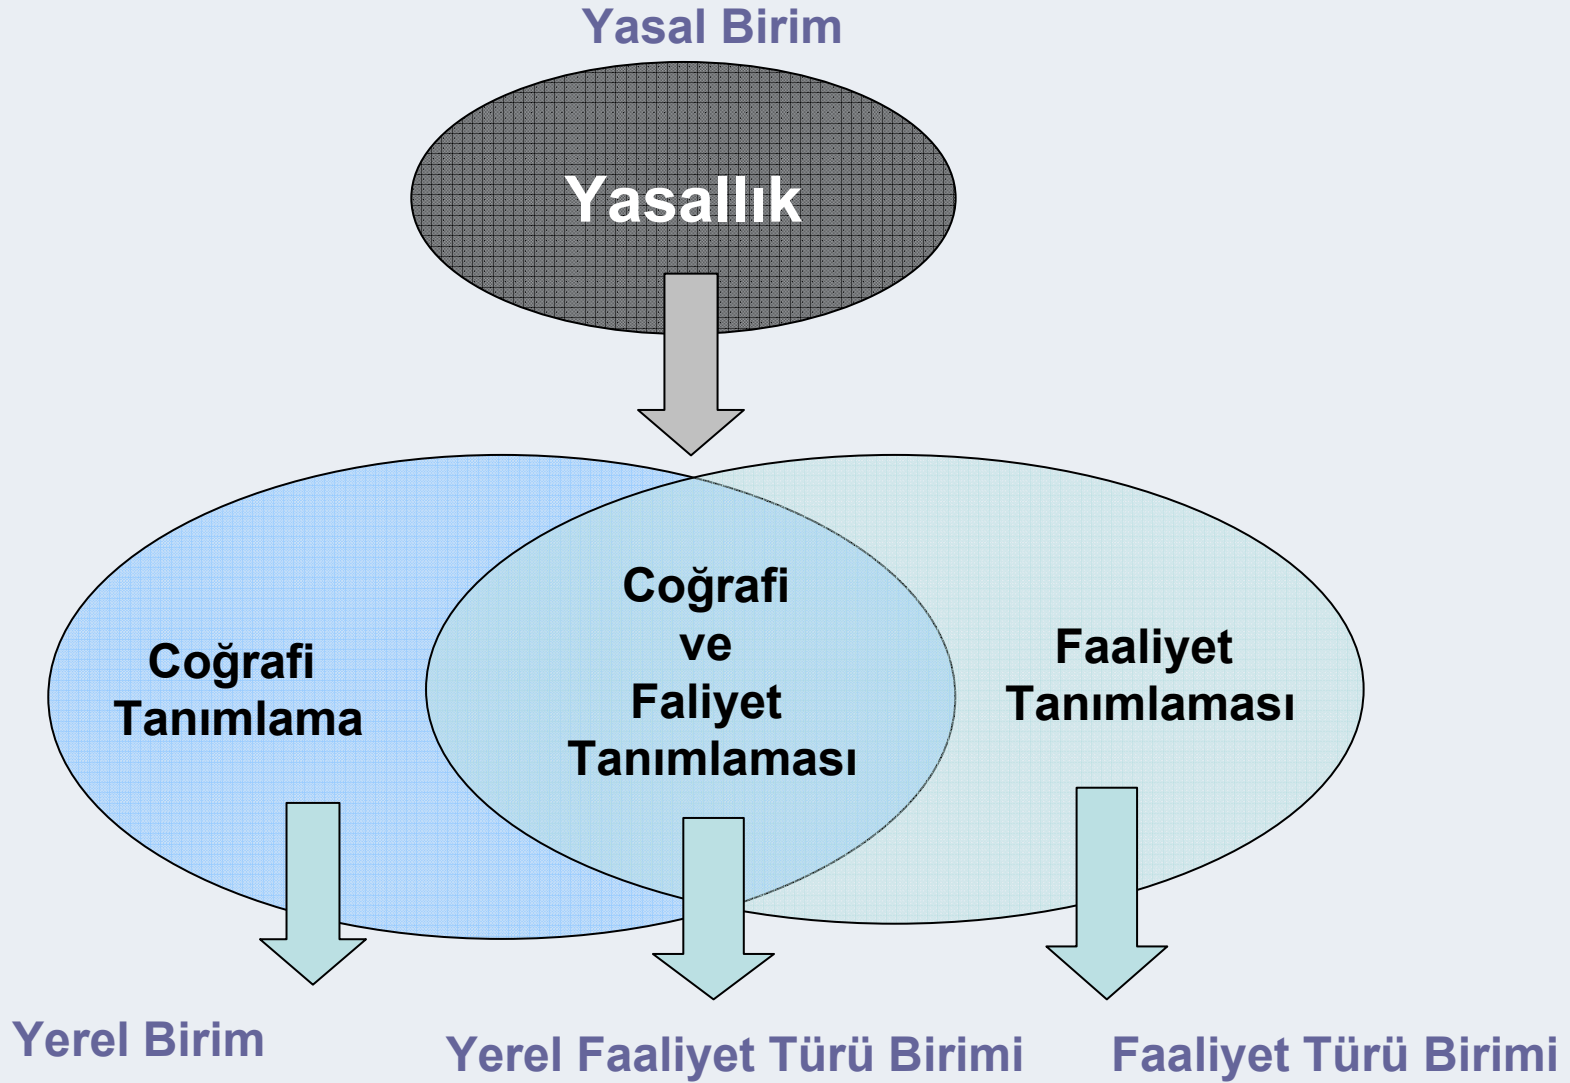 Yasal Birim
Yasallık
Coğrafi
Tanımlama
Coğrafi
ve
Faliyet
Tanımlaması
Faaliyet
Tanımlaması
Yerel Birim
Yerel Faaliyet Türü Birimi
Faaliyet Türü Birimi